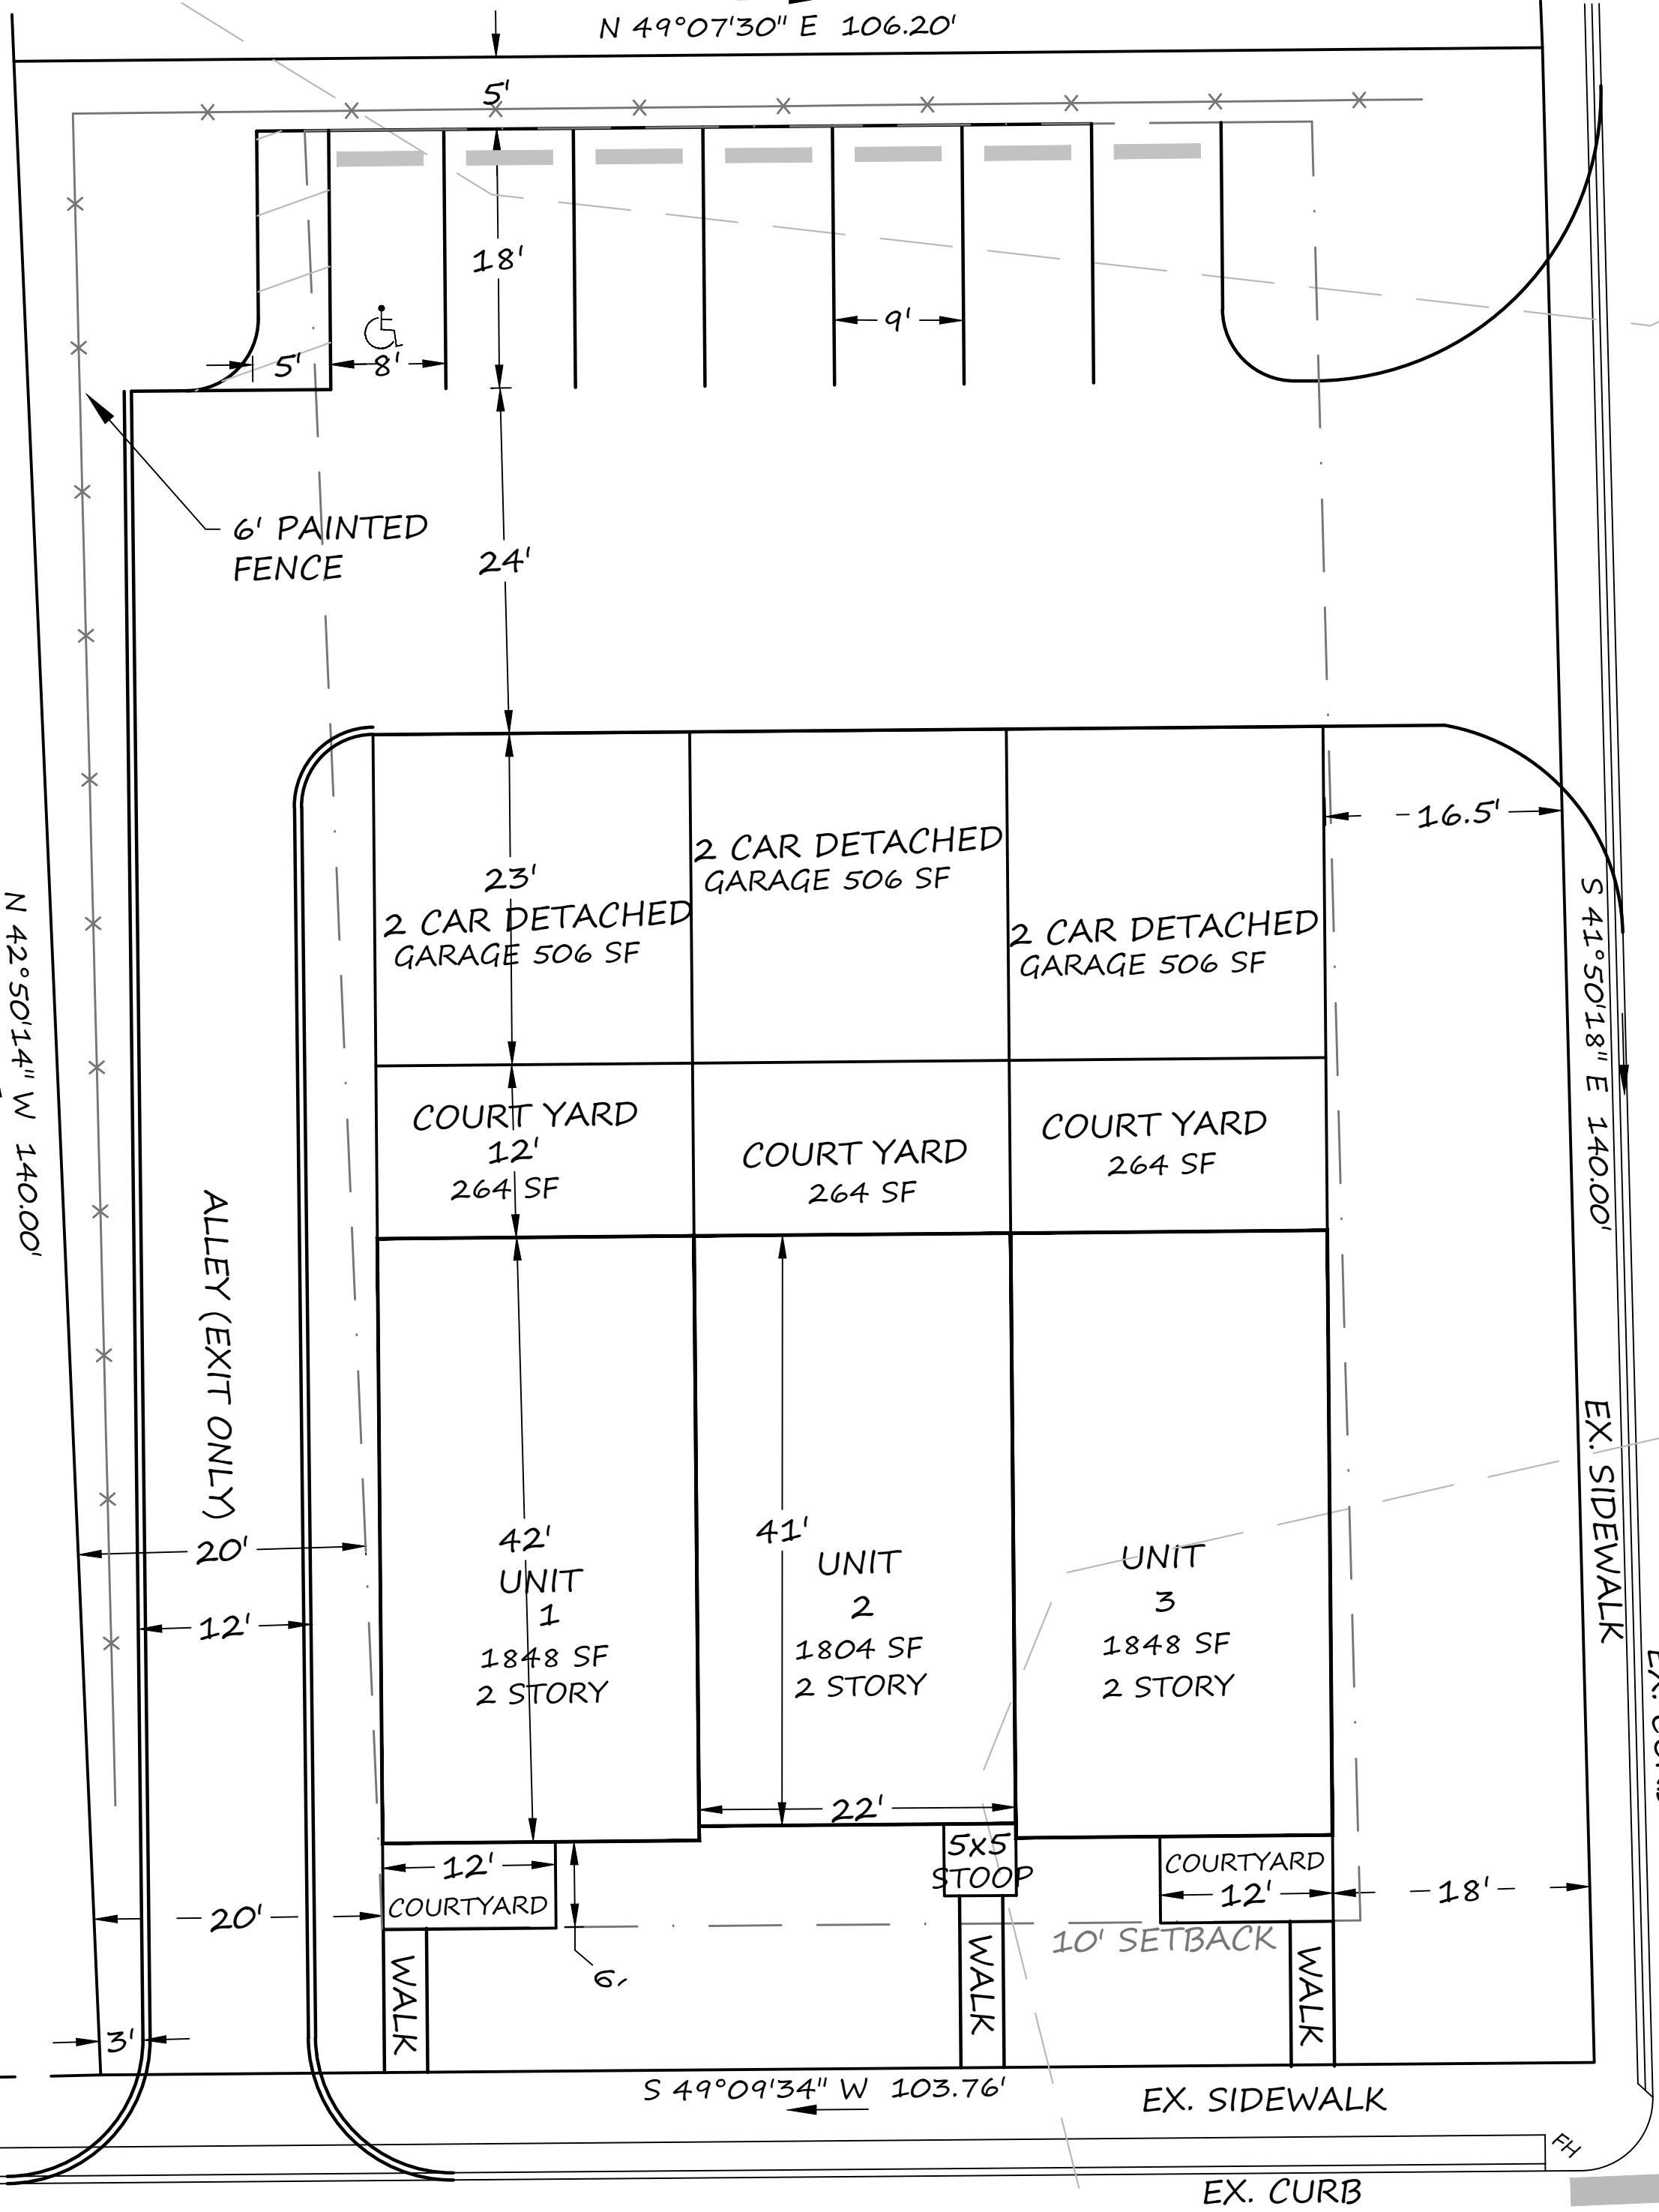 N 49°07'30" E 106.20'
5'
18'
9'
5'
8'
6' PAINTED
FENCE
24'
16.5'
23'
2 CAR DETACHED
GARAGE 506 SF
2 CAR DETACHED
GARAGE 506 SF
2 CAR DETACHED
GARAGE 506 SF
N 42°50'14" W 140.00'
S 41°50'18" E 140.00'
COURT YARD
12'
264 SF
COURT YARD
264 SF
COURT YARD
264 SF
ALLEY (EXIT ONLY)
EX. SIDEWALK
20'
12'
42'
UNIT
1
1848 SF
2 STORY
41'
UNIT
2
1804 SF
2 STORY
UNIT
3
1848 SF
2 STORY
22'
12'
COURTYARD
5x5
STOOP
COURTYARD
12'
18'
20'
6'
10' SETBACK
WALK
WALK
WALK
3'
S 49°09'34" W 103.76'
EX. SIDEWALK
FH
EX. CURB